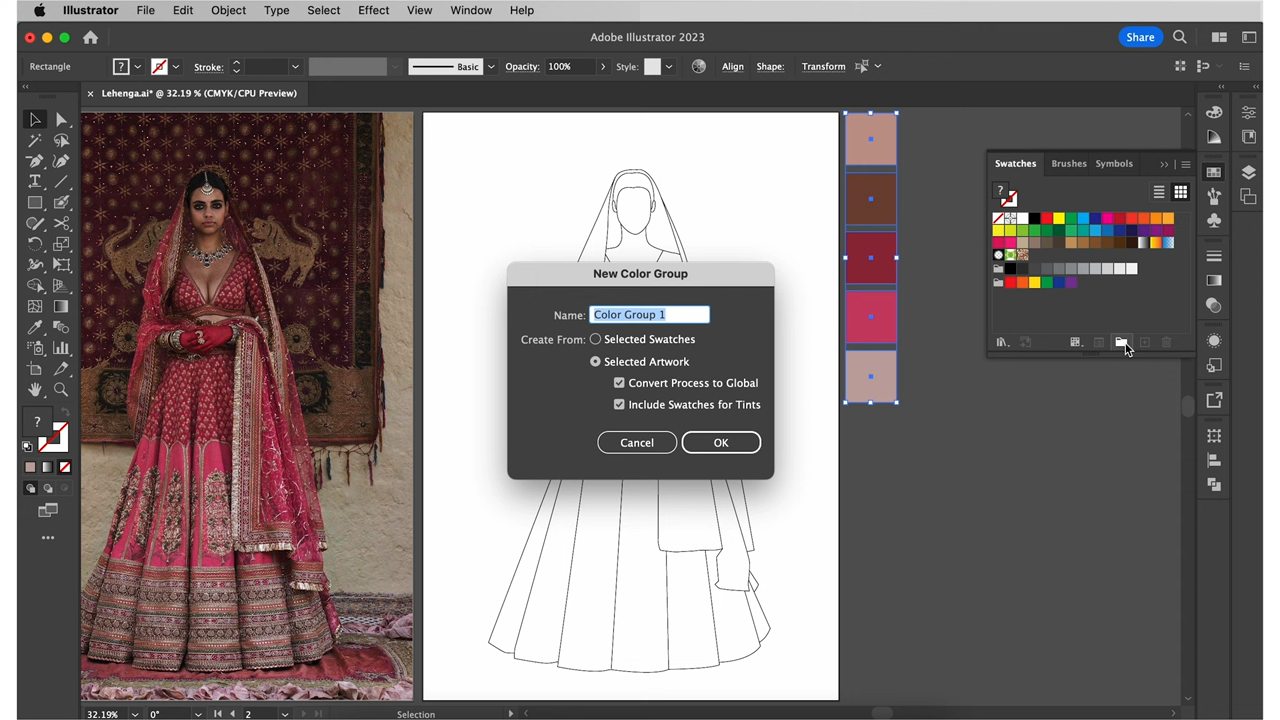 Illustrator File Edit Object Type Select Effect View Window Help
Adobe Illustrator 2023
Share
Rectangle ? Stroke: Basic Opacity: 100% Style: Align Shape: Transform
× Lehenga.ai* @ 32.19 % (CMYK/CPU Preview)
Swatches Brushes Symbols
?
New Color Group
Name: Color Group 1
Create From: Selected Swatches
Selected Artwork
Convert Process to Global
Include Swatches for Tints
Cancel OK
?
32.19% 0° 2 Selection